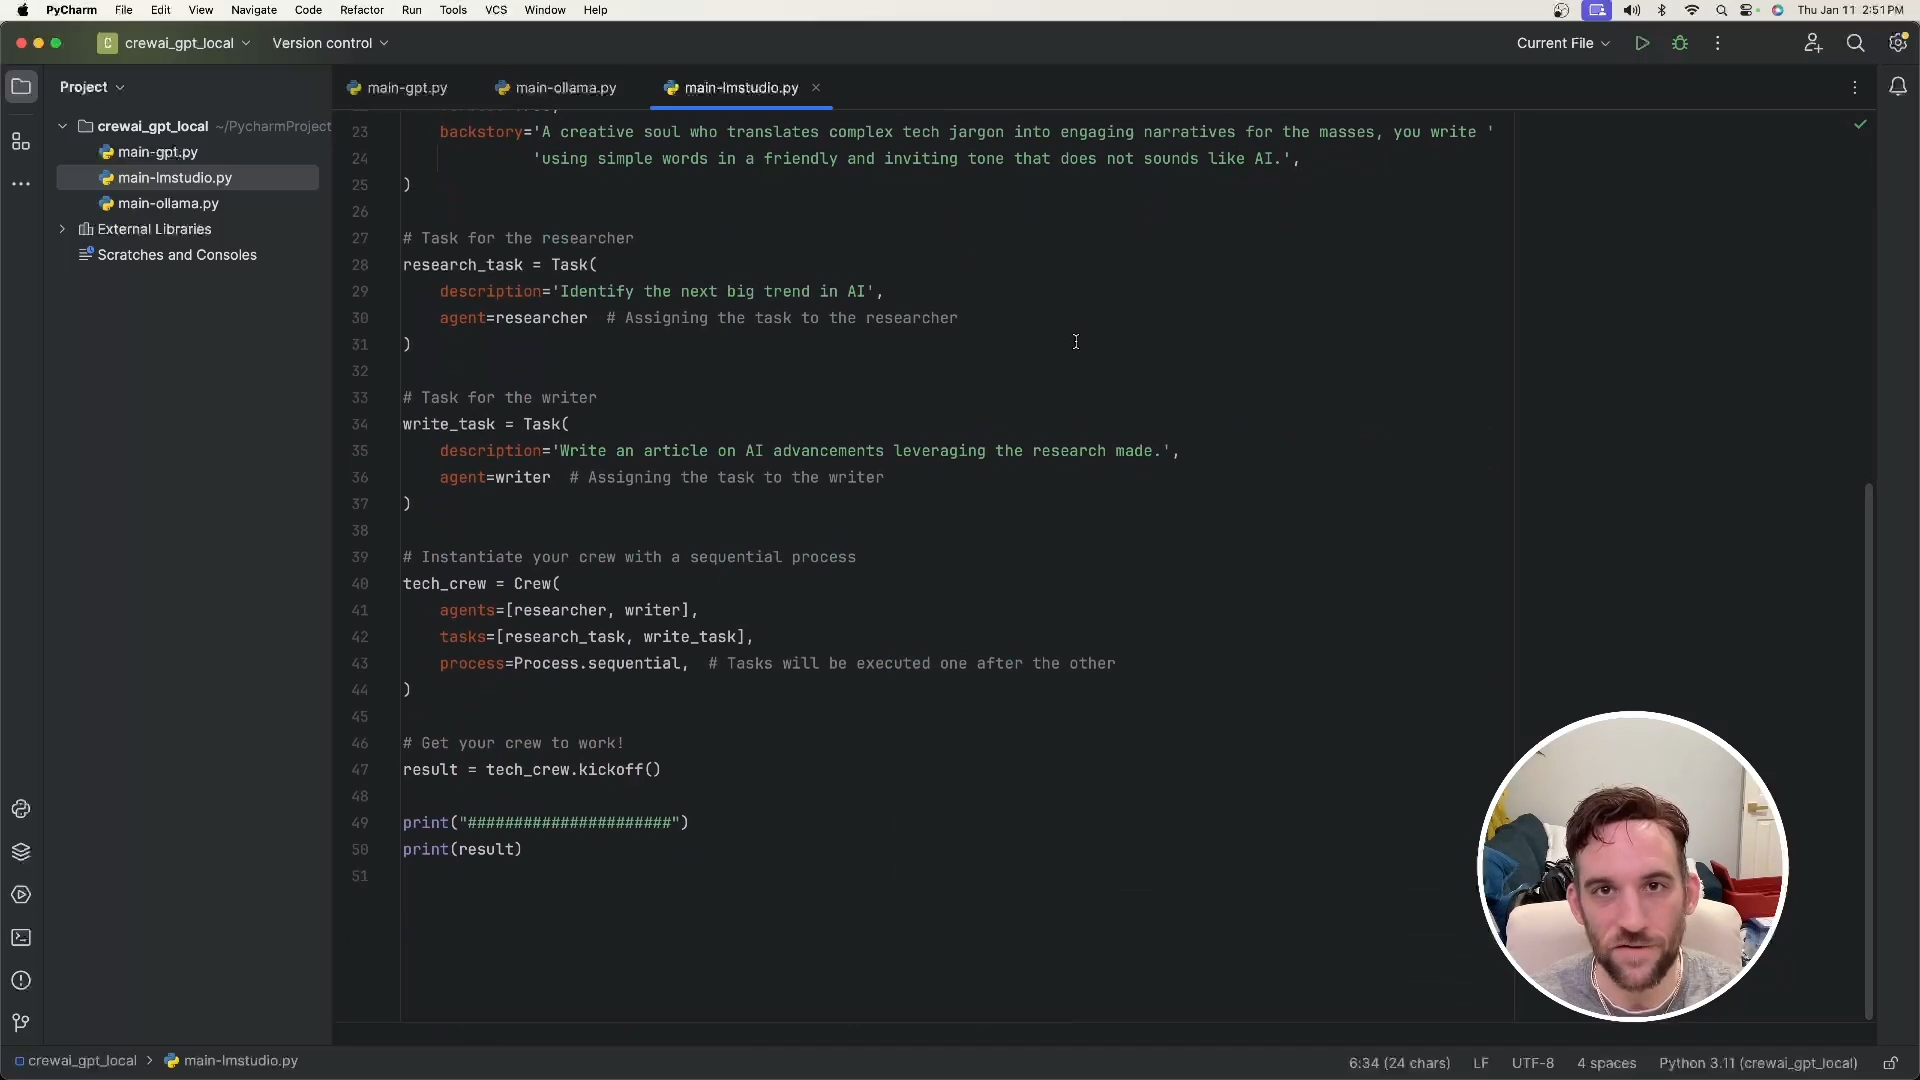 PyCharm File Edit View Navigate Code Refactor Run Tools VCS Window Help Thu Jan 11 2:51 PM
C crewai_gpt_local Version control Current File
Project main-gpt.py main-ollama.py main-lmstudio.py
crewai_gpt_local ~/PycharmProject
main-gpt.py
main-lmstudio.py
main-ollama.py
External Libraries
Scratches and Consoles
23 backstory='A creative soul who translates complex tech jargon into engaging narratives for the masses, you write '
24 'using simple words in a friendly and inviting tone that does not sounds like AI.',
25 )
26
27 # Task for the researcher
28 research_task = Task(
29 description='Identify the next big trend in AI',
30 agent=researcher # Assigning the task to the researcher
31 )
32
33 # Task for the writer
34 write_task = Task(
35 description='Write an article on AI advancements leveraging the research made.',
36 agent=writer # Assigning the task to the writer
37 )
38
39 # Instantiate your crew with a sequential process
40 tech_crew = Crew(
41 agents=[researcher, writer],
42 tasks=[research_task, write_task],
43 process=Process.sequential, # Tasks will be executed one after the other
44 )
45
46 # Get your crew to work!
47 result = tech_crew.kickoff()
48
49 print("######################")
50 print(result)
51
crewai_gpt_local > main-lmstudio.py 6:34 (24 chars) LF UTF-8 4 spaces Python 3.11 (crewai_gpt_local)